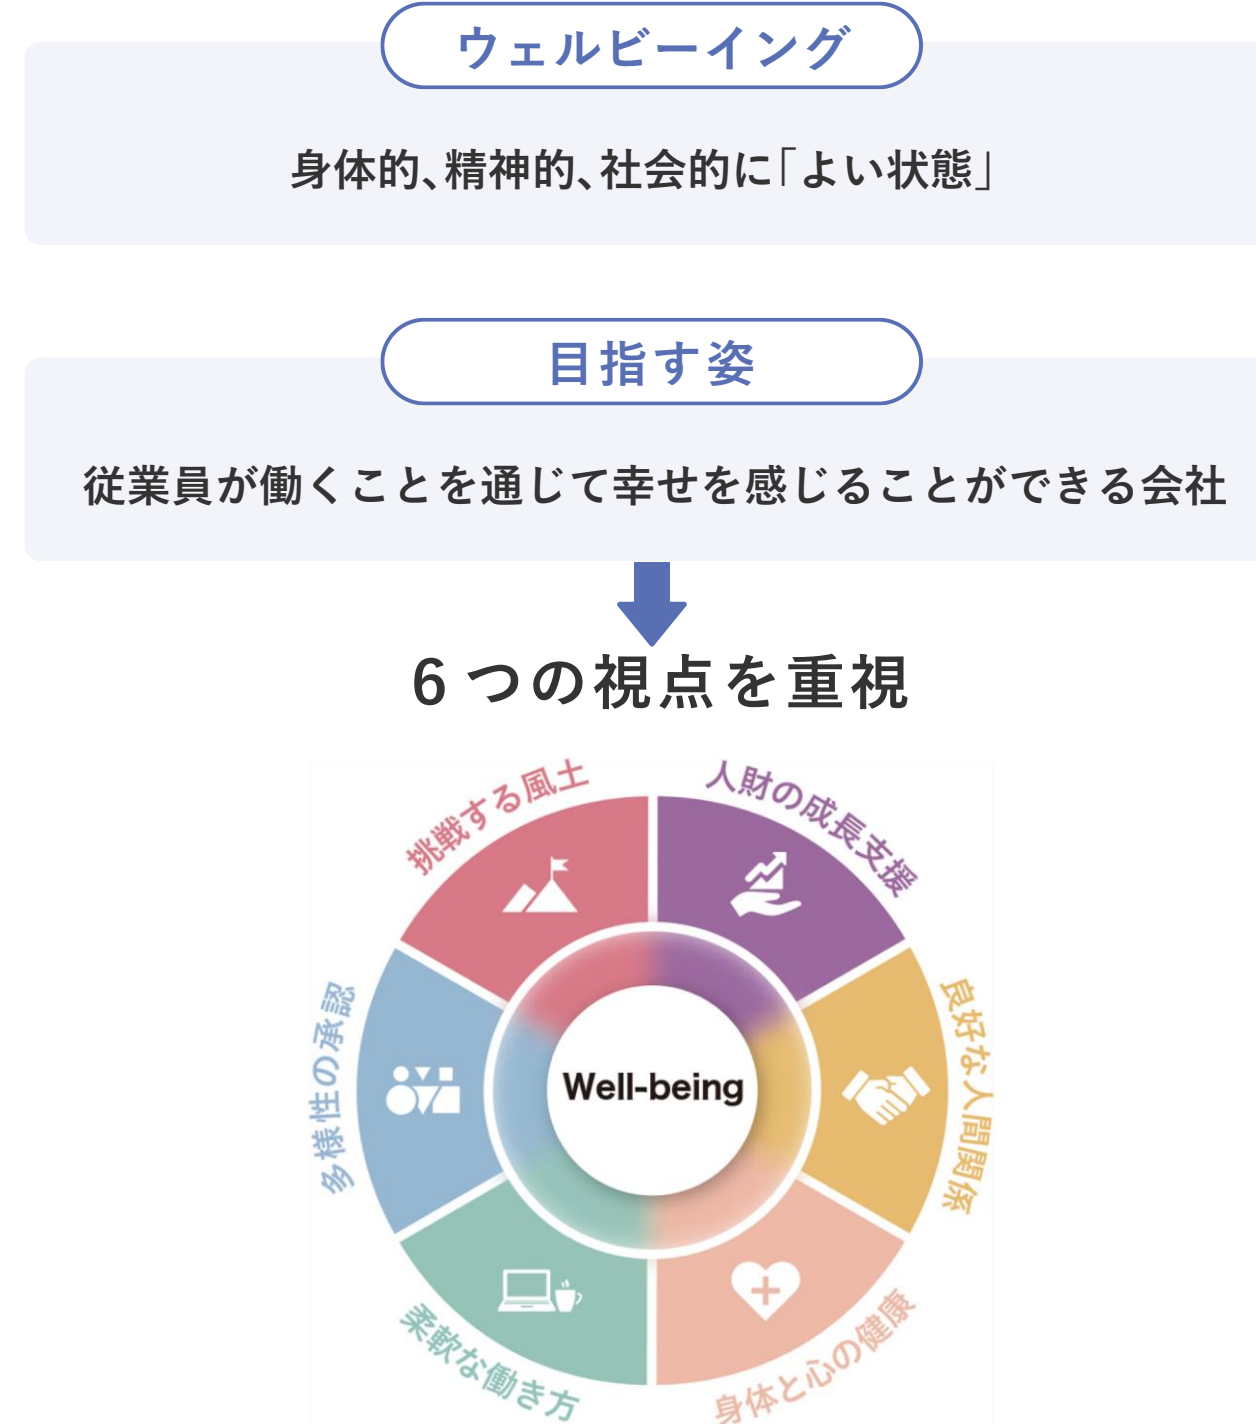 ウェルビーイング
身体的、精神的、社会的に「よい状態」
目指す姿
従業員が働くことを通じて幸せを感じることができる会社
6つの視点を重視
挑戦する風土
人財の成長支援
多様性の承認
Well-being
良好な人間関係
柔軟な働き方
身体と心の健康